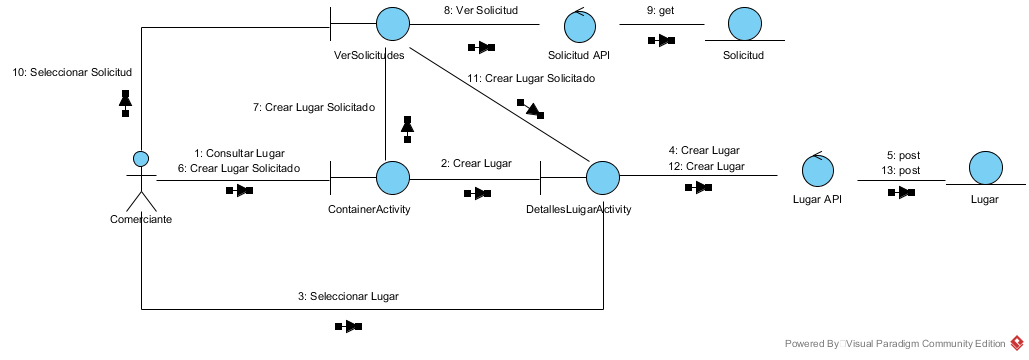 8: Ver Solicitud
9: get
VerSolicitudes
Solicitud API
Solicitud
10: Seleccionar Solicitud
11: Crear Lugar Solicitado
7: Crear Lugar Solicitado
1: Consultar Lugar
6: Crear Lugar Solicitado
2: Crear Lugar
4: Crear Lugar
12: Crear Lugar
5: post
13: post
Comerciante
ContainerActivity
DetallesLuigarActivity
Lugar API
Lugar
3: Seleccionar Lugar
Powered By Visual Paradigm Community Edition